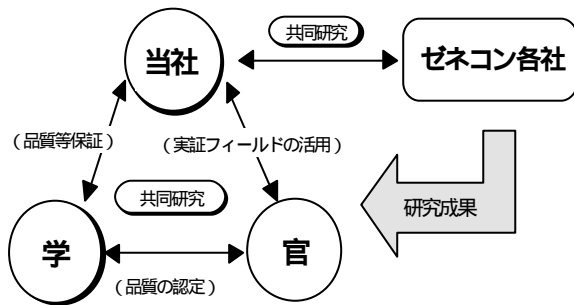 共同研究
当社
ゼネコン各社
（品質等保証）
（実証フィールドの活用）
共同研究
研究成果
学
官
（品質の認定）